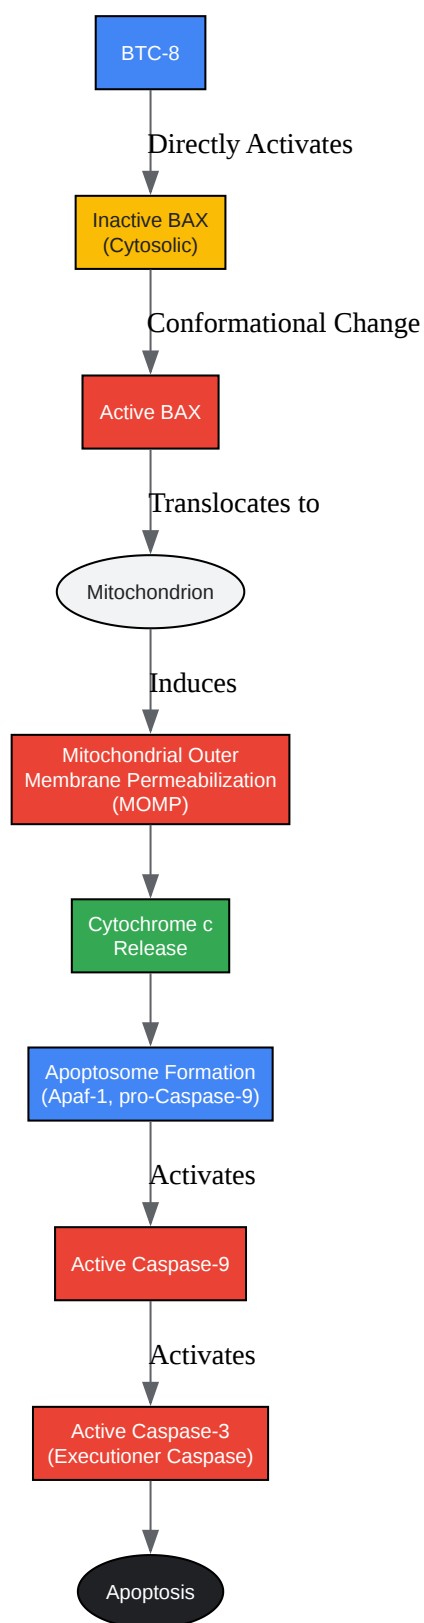 BTC-8
Directly Activates
Inactive BAX
(Cytosolic)
Conformational Change
Active BAX
Translocates to
Mitochondrion
Induces
Mitochondrial Outer
Membrane Permeabilization
(MOMP)
Cytochrome c
Release
Apoptosome Formation
(Apaf-1, pro-Caspase-9)
Activates
Active Caspase-9
Activates
Active Caspase-3
(Executioner Caspase)
Apoptosis